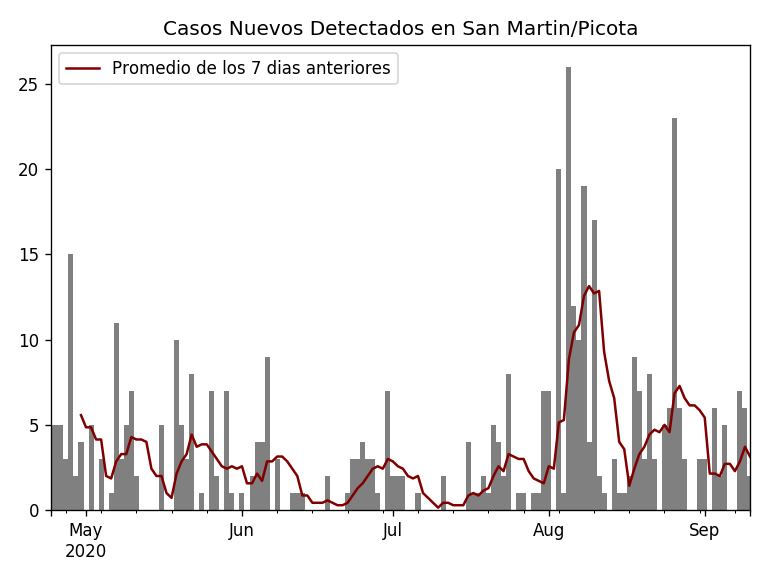 Casos Nuevos Detectados en San Martin/Picota
Promedio de los 7 dias anteriores
25
20
15
10
5
0
May
2020
Jun
Jul
Aug
Sep